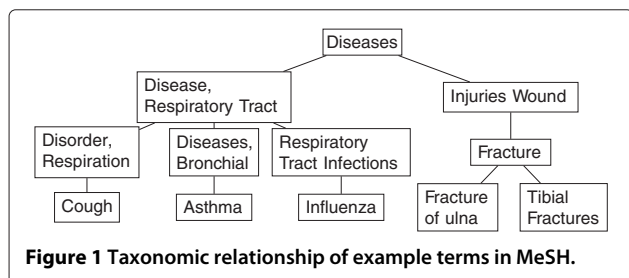 Diseases
Disease,
Respiratory Tract
Injuries Wound
Disorder,
Respiration
Diseases,
Bronchial
Respiratory
Tract Infections
Fracture
Cough
Asthma
Influenza
Fracture
of ulna
Tibial
Fractures
Figure 1 Taxonomic relationship of example terms in MeSH.